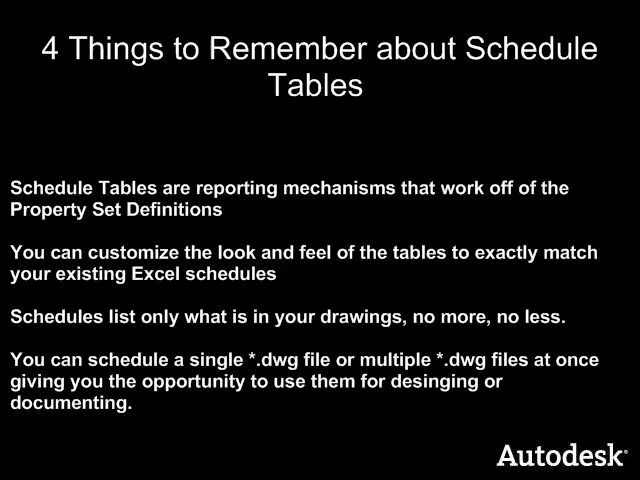 4 Things to Remember about Schedule
Tables
Schedule Tables are reporting mechanisms that work off of the
Property Set Definitions
You can customize the look and feel of the tables to exactly match
your existing Excel schedules
Schedules list only what is in your drawings, no more, no less.
You can schedule a single *.dwg file or multiple *.dwg files at once
giving you the opportunity to use them for desinging or
documenting.
Autodesk®